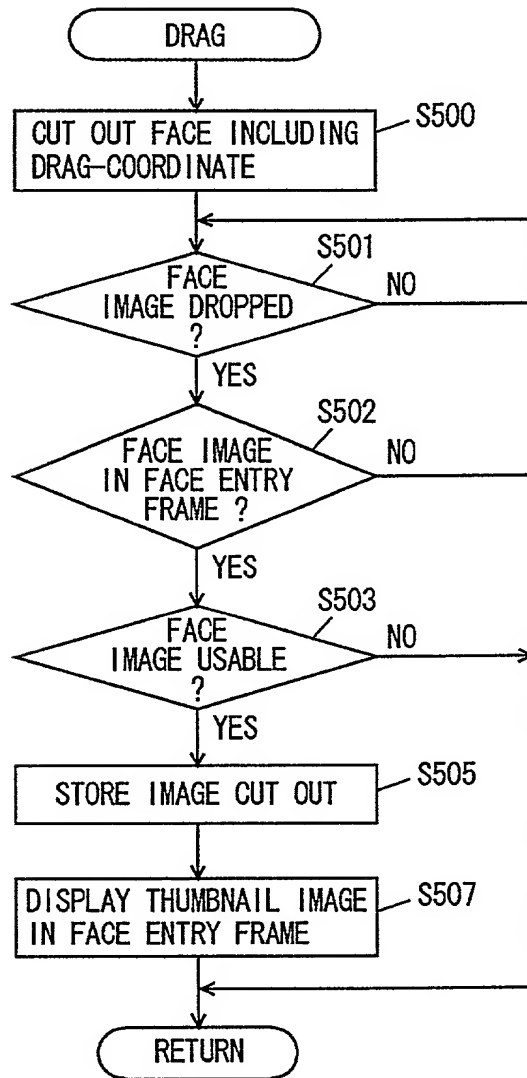 DRAG
CUT OUT FACE INCLUDING
DRAG-COORDINATE
S500
S501
FACE
IMAGE DROPPED
?
NO
YES
S502
FACE IMAGE
IN FACE ENTRY
FRAME ?
NO
YES
S503
FACE
IMAGE USABLE
?
NO
YES
STORE IMAGE CUT OUT
S505
DISPLAY THUMBNAIL IMAGE
IN FACE ENTRY FRAME
S507
RETURN